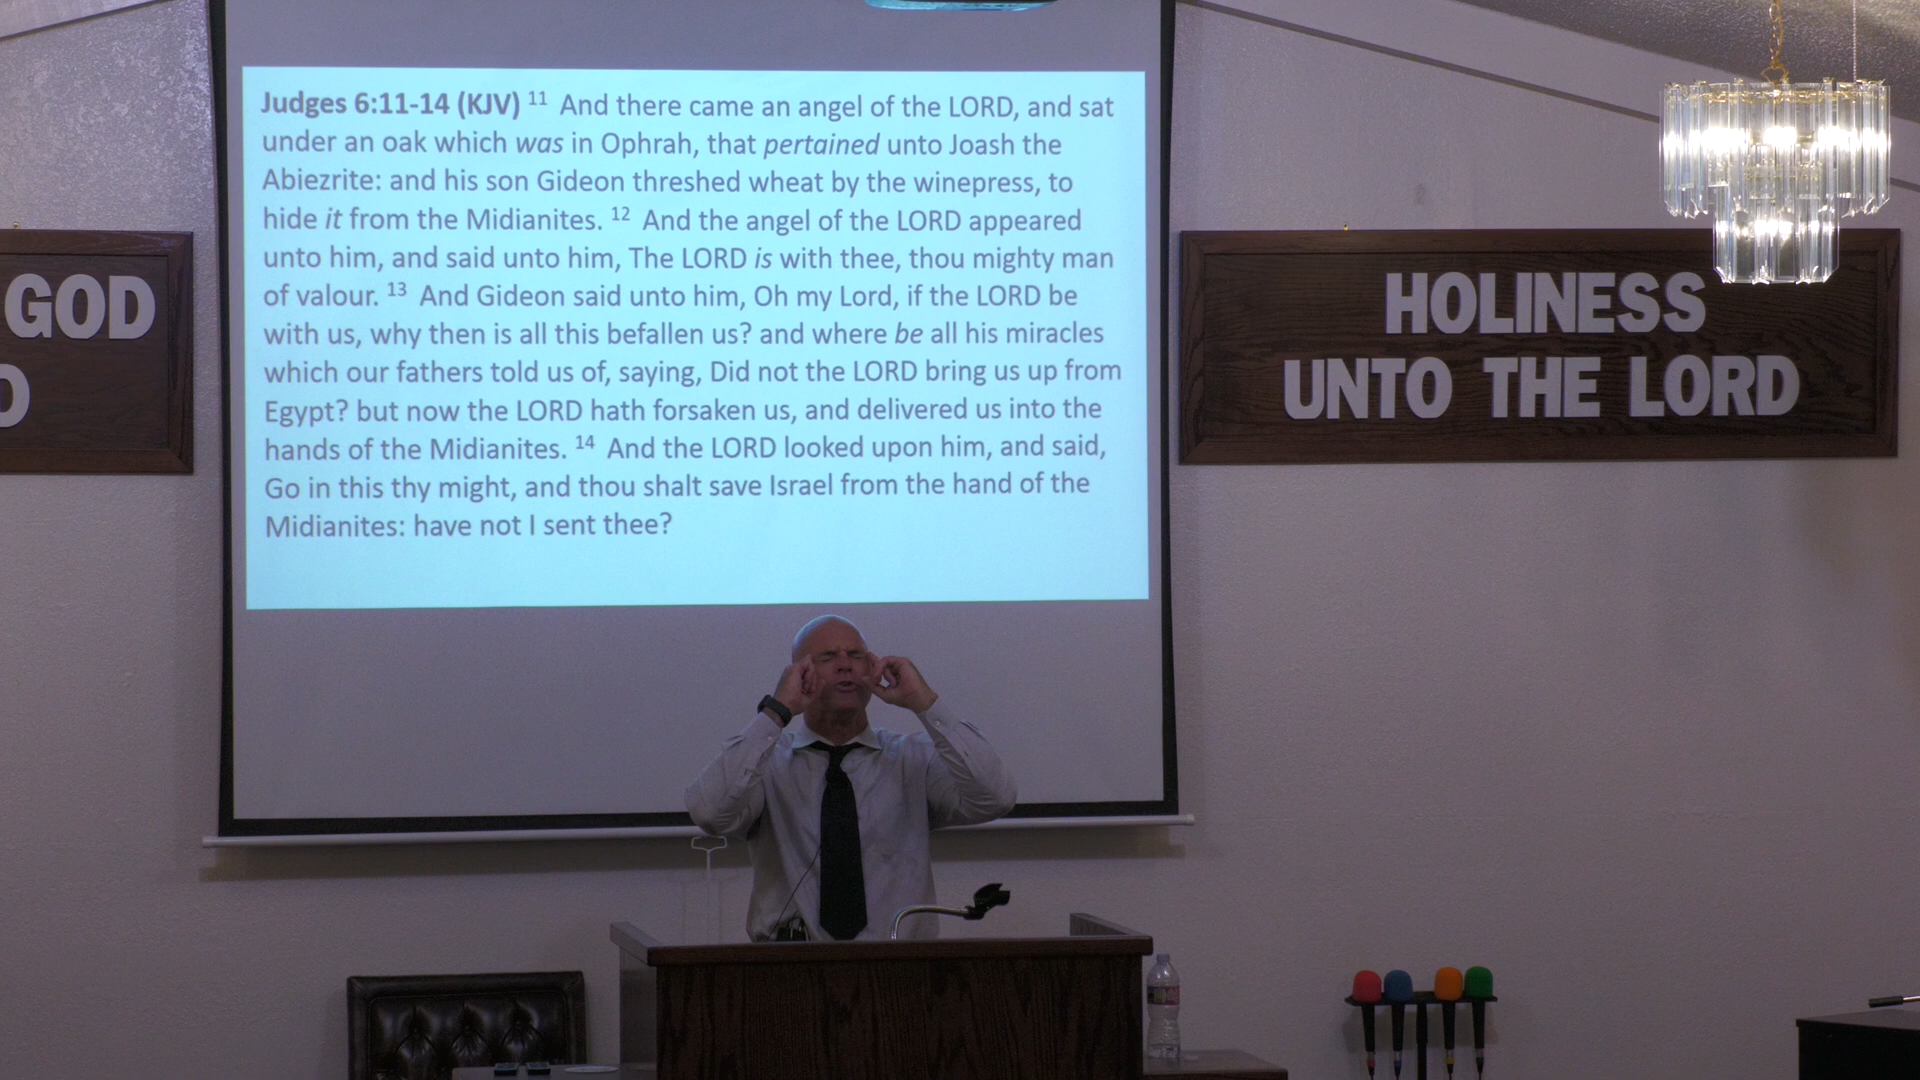 Judges 6:11-14 (KJV) 11 And there came an angel of the LORD, and sat
under an oak which was in Ophrah, that pertained unto Joash the
Abiezrite: and his son Gideon threshed wheat by the winepress, to
hide it from the Midianites. 12 And the angel of the LORD appeared
unto him, and said unto him, The LORD is with thee, thou mighty man
of valour. 13 And Gideon said unto him, Oh my Lord, if the LORD be
with us, why then is all this befallen us? and where be all his miracles
which our fathers told us of, saying, Did not the LORD bring us up from
Egypt? but now the LORD hath forsaken us, and delivered us into the
hands of the Midianites. 14 And the LORD looked upon him, and said,
Go in this thy might, and thou shalt save Israel from the hand of the
Midianites: have not I sent thee?
GOD
HOLINESS
UNTO THE LORD